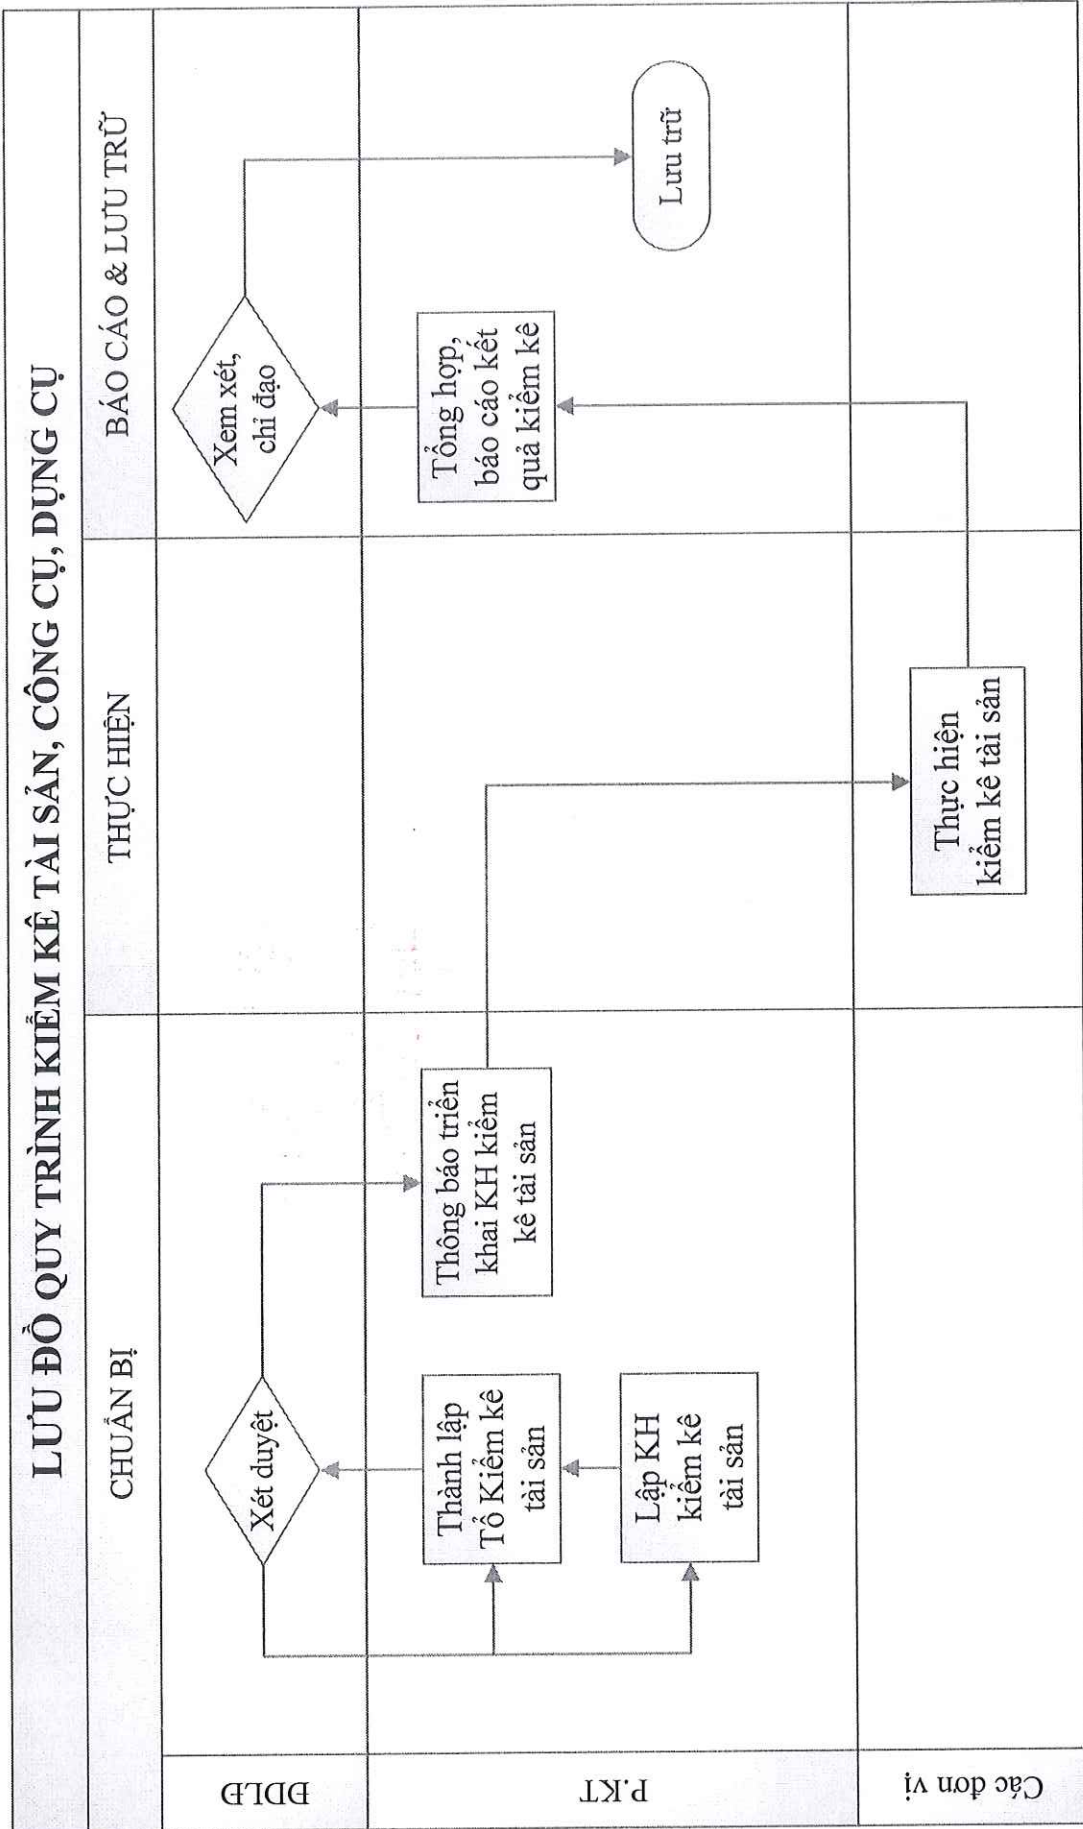 LƯU ĐỒ QUY TRÌNH KIỂM KÊ TÀI SẢN, CÔNG CỤ, DỤNG CỤ
CHUẨN BỊ
THỰC HIỆN
BÁO CÁO & LƯU TRỮ
ĐDLĐ
Xét duyệt
Xem xét,
chỉ đạo
P.KT
Thành lập
Tổ Kiểm kê
tài sản
Lập KH
kiểm kê
tài sản
Thông báo triển
khai KH kiểm
kê tài sản
Tổng hợp,
báo cáo kết
quả kiểm kê
Lưu trữ
Các đơn vị
Thực hiện
kiểm kê tài sản